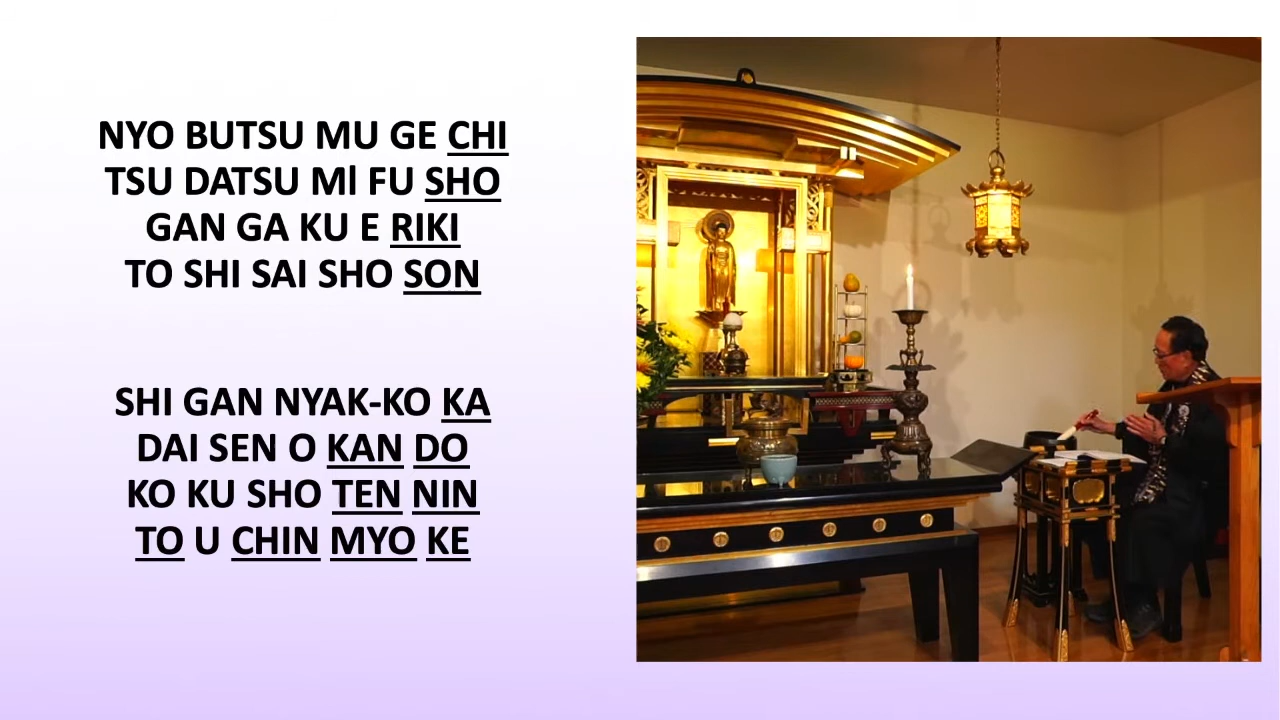 NYO BUTSU MU GE CHI
TSU DATSU Ml FU SHO
GAN GA KU E RIKI
TO SHI SAI SHO SON
SHI GAN NYAK-KO KA
DAI SEN O KAN DO
KO KU SHO TEN NIN
TO U CHIN MYO KE